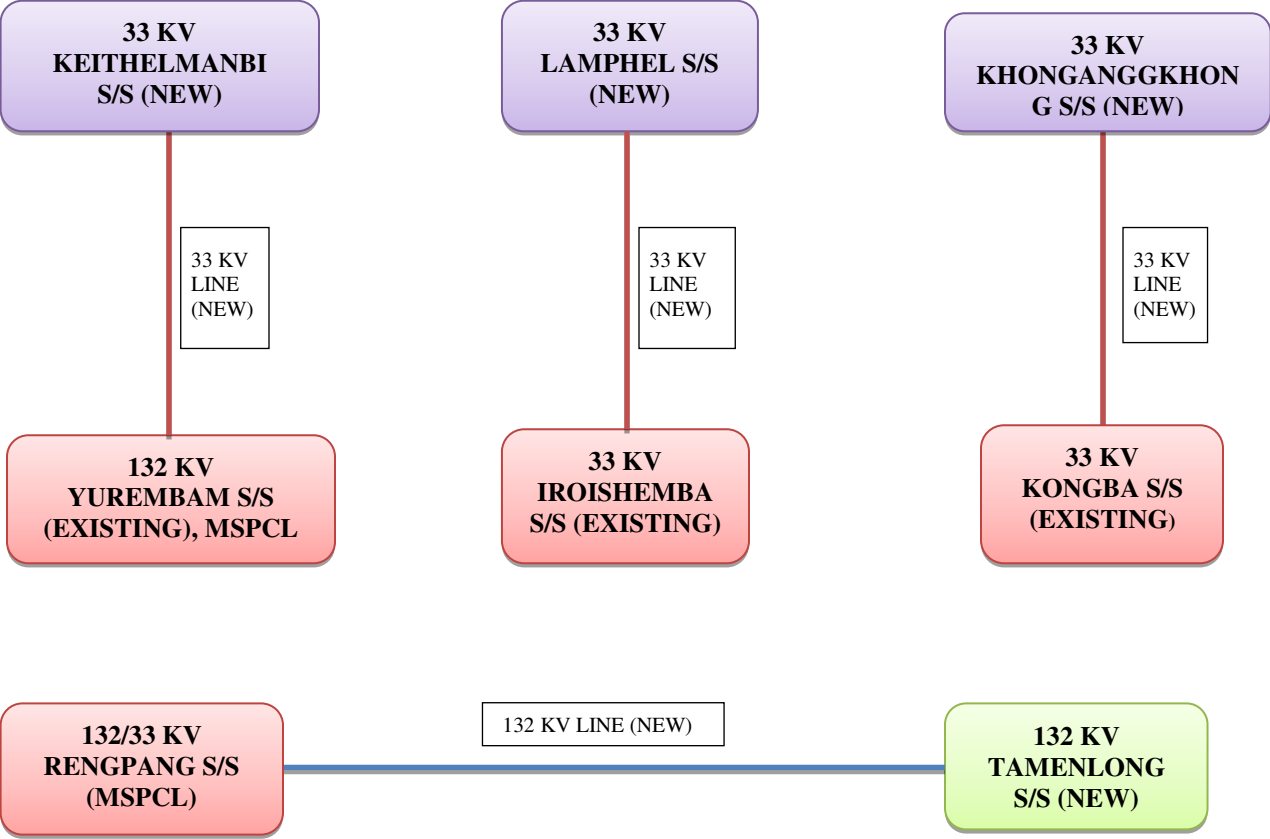 33 KV
KEITHELMANBI
S/S (NEW)
33 KV
LAMPHEL S/S
(NEW)
33 KV
KHONGANGGKHON
G S/S (NEW)
33 KV
LINE
(NEW)
33 KV
LINE
(NEW)
33 KV
LINE
(NEW)
132 KV
YUREMBAM S/S
(EXISTING), MSPCL
33 KV
IROISHEMBA
S/S (EXISTING)
33 KV
KONGBA S/S
(EXISTING)
132/33 KV
RENGPANG S/S
(MSPCL)
132 KV LINE (NEW)
132 KV
TAMENLONG
S/S (NEW)